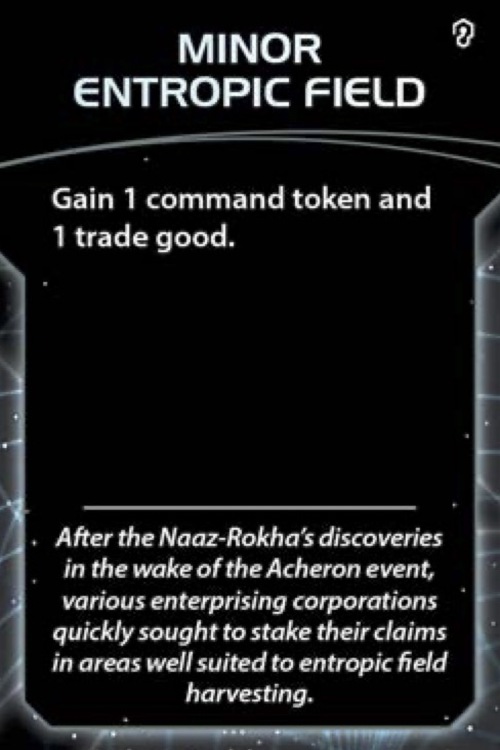 MINOR
ENTROPIC FIELD
Gain 1 command token and
1 trade good.
After the Naaz-Rokha's discoveries
in the wake of the Acheron event,
various enterprising corporations
quickly sought to stake their claims
in areas well suited to entropic field
harvesting.